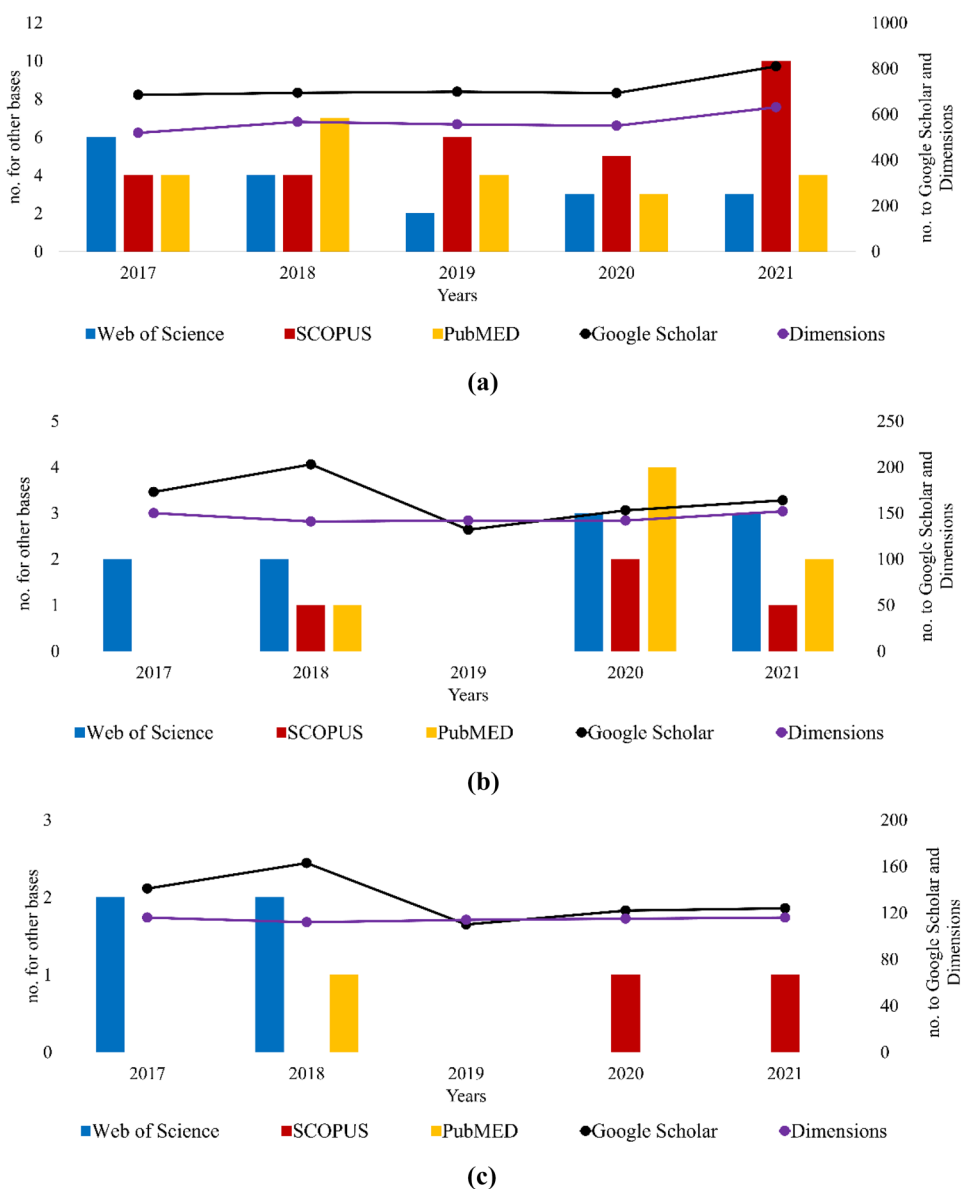 12
10
8
6
4
2
0
no. for other bases
1000
800
600
400
200
0
no. to Google Scholar and
Dimensions
2017 2018 2019 2020 2021
Years
Web of Science SCOPUS PubMED Google Scholar Dimensions
(a)
5
4
3
2
1
0
no. for other bases
250
200
150
100
50
0
no. to Google Scholar and
Dimensions
2017 2018 2019 2020 2021
Years
Web of Science SCOPUS PubMED Google Scholar Dimensions
(b)
3
2
1
0
no. for other bases
200
160
120
80
40
0
no. to Google Scholar and
Dimensions
2017 2018 2019 2020 2021
Years
Web of Science SCOPUS PubMED Google Scholar Dimensions
(c)